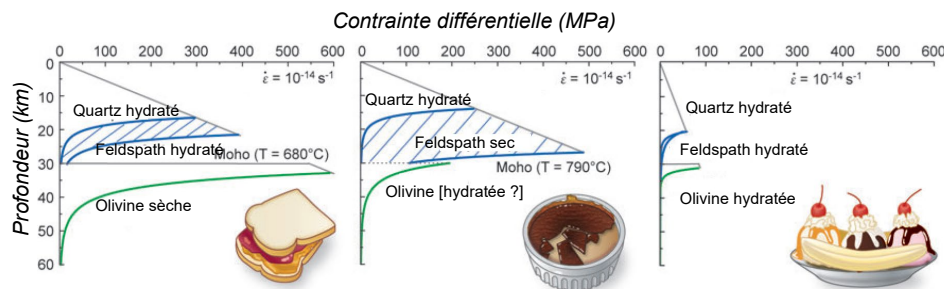 Contrainte différentielle (MPa)
0 100 200 300 400 500 600
0 100 200 300 400 500 600
0 100 200 300 400 500 600
Profondeur (km)
0
10
20
30
40
50
60
ε̇ = 10⁻¹⁴ s⁻¹
Quartz hydraté
Feldspath hydraté
Moho (T = 680°C)
Olivine sèche
ε̇ = 10⁻¹⁴ s⁻¹
Quartz hydraté
Feldspath sec
Moho (T = 790°C)
Olivine [hydratée ?]
ε̇ = 10⁻¹⁴ s⁻¹
Quartz hydraté
Feldspath hydraté
Olivine hydratée